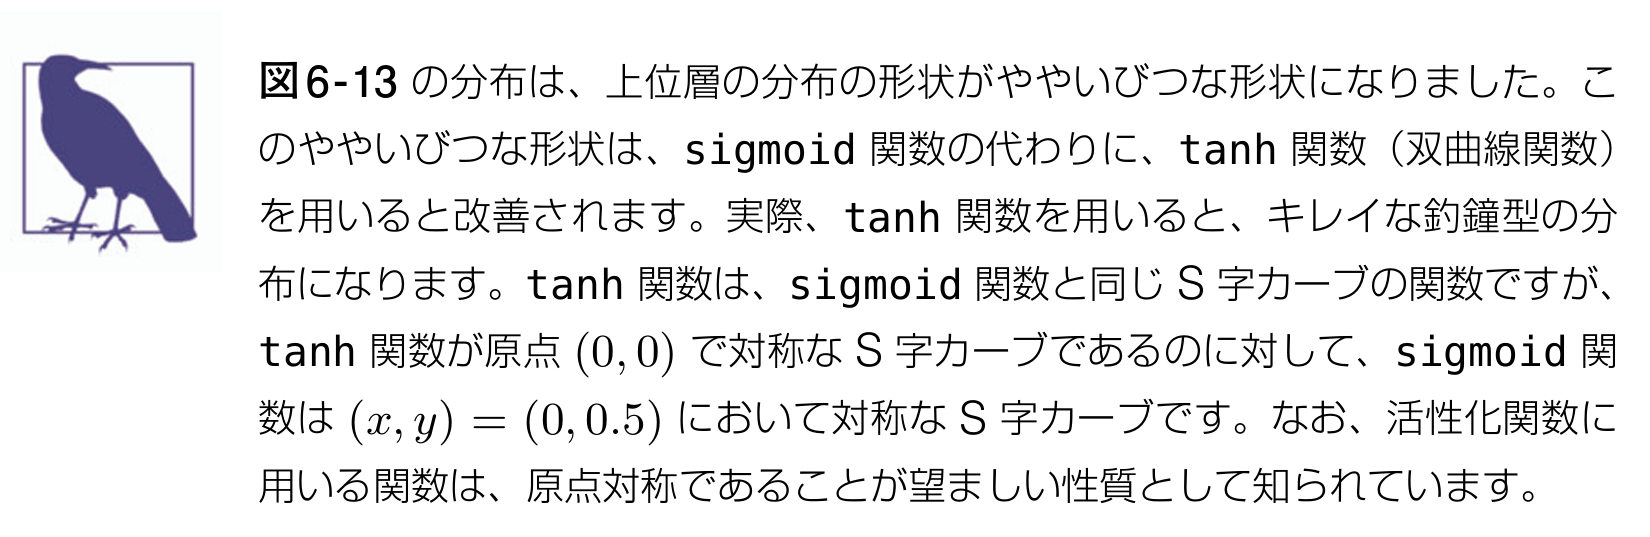 図6-13 の分布は、上位層の分布の形状がややいびつな形状になりました。こ
のややいびつな形状は、sigmoid 関数の代わりに、tanh 関数（双曲線関数）
を用いると改善されます。実際、tanh 関数を用いると、キレイな釣鐘型の分
布になります。tanh 関数は、sigmoid 関数と同じ S 字カーブの関数ですが、
tanh 関数が原点 (0, 0) で対称な S 字カーブであるのに対して、sigmoid 関
数は (x, y) = (0, 0.5) において対称な S 字カーブです。なお、活性化関数に
用いる関数は、原点対称であることが望ましい性質として知られています。